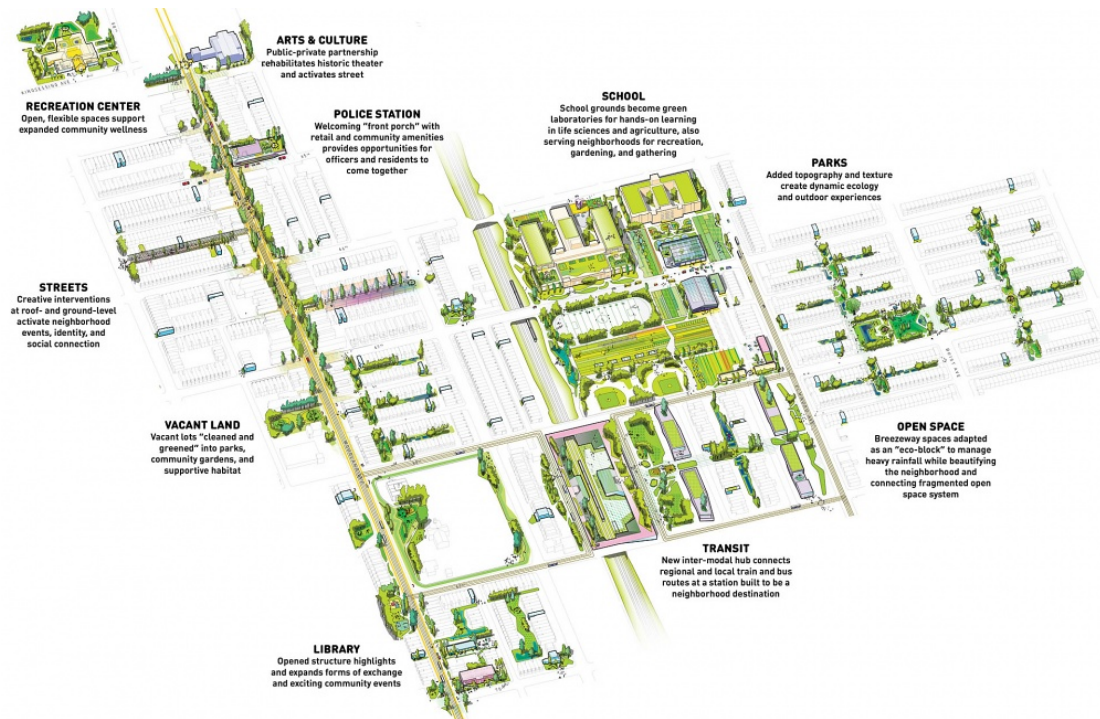 ARTS & CULTURE
Public-private partnership
rehabilitates historic theater
and activates street
KINGSESSING AVE
RECREATION CENTER
Open, flexible spaces support
expanded community wellness
POLICE STATION
Welcoming "front porch" with
retail and community amenities
provides opportunities for
officers and residents to
come together
SCHOOL
School grounds become green
laboratories for hands-on learning
in life sciences and agriculture, also
serving neighborhoods for recreation,
gardening, and gathering
PARKS
Added topography and texture
create dynamic ecology
and outdoor experiences
STREETS
Creative interventions
at roof- and ground-level
activate neighborhood
events, identity, and
social connection
VACANT LAND
Vacant lots "cleaned and
greened" into parks,
community gardens, and
supportive habitat
OPEN SPACE
Breezeway spaces adapted
as an "eco-block" to manage
heavy rainfall while beautifying
the neighborhood and
connecting fragmented open
space system
TRANSIT
New inter-modal hub connects
regional and local train and bus
routes at a station built to be a
neighborhood destination
LIBRARY
Opened structure highlights
and expands forms of exchange
and exciting community events